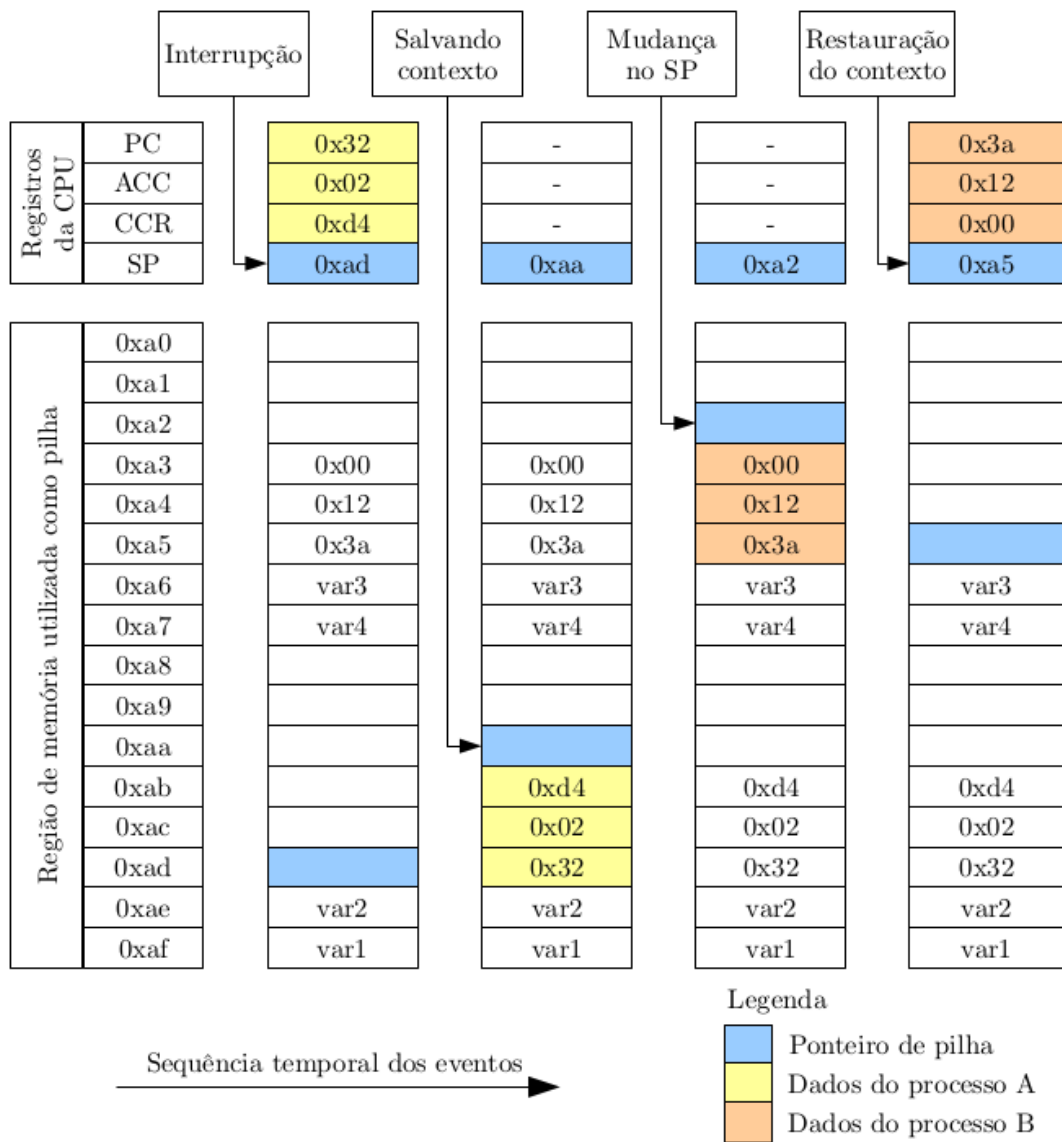 Interrupção
Salvando
contexto
Mudança
no SP
Restauração
do contexto
Registros
da CPU
PC 0x32 - - 0x3a
ACC 0x02 - - 0x12
CCR 0xd4 - - 0x00
SP 0xad 0xaa 0xa2 0xa5
Região de memória utilizada como pilha
0xa0
0xa1
0xa2
0xa3 0x00 0x00 0x00
0xa4 0x12 0x12 0x12
0xa5 0x3a 0x3a 0x3a
0xa6 var3 var3 var3 var3
0xa7 var4 var4 var4 var4
0xa8
0xa9
0xaa
0xab 0xd4 0xd4 0xd4
0xac 0x02 0x02 0x02
0xad 0x32 0x32 0x32
0xae var2 var2 var2 var2
0xaf var1 var1 var1 var1
Sequência temporal dos eventos
Legenda
Ponteiro de pilha
Dados do processo A
Dados do processo B